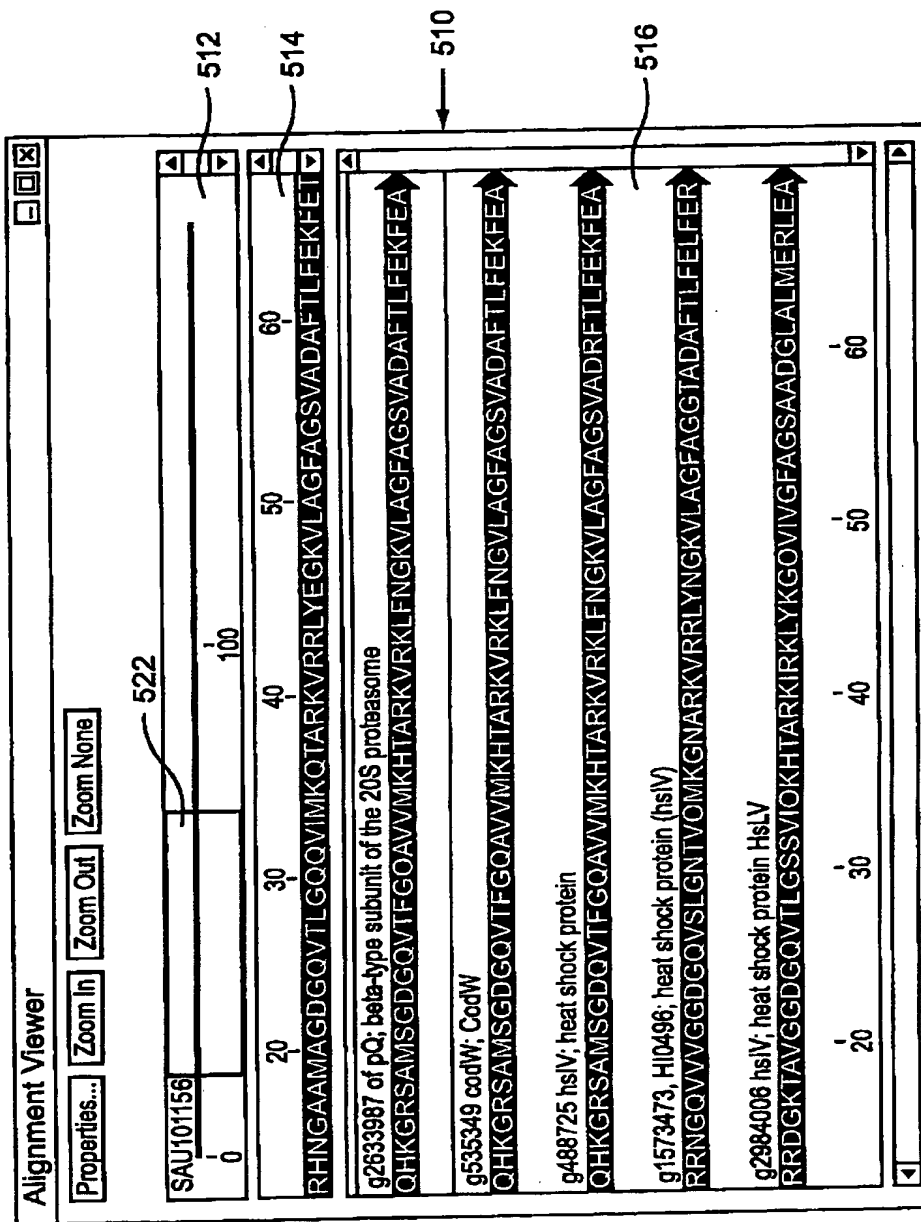 Alignment Viewer
Properties... Zoom In Zoom Out Zoom None
522
SAU101156
0 100
512
20 30 40 50 60
RHNGAAMAGDGQVTLGQQVIMKQTARKVRRLYEGKVLAGFAGSVADAFTLFEKFET
514
g2633987 of pQ; beta-type subunit of the 20S proteasome
QHKGRSAMSGDGQVTFGQAVVMKHTARKVRKLFNGKVLAGFAGSVADAFTLFEKFEA
510
g535349 codW; CodW
QHKGRSAMSGDGQVTFGQAVVMKHTARKVRKLFNGVLAGFAGSVADAFTLFEKFEA
g488725 hslV; heat shock protein
QHKGRSAMSGDQVTFGQAVVMKHTARKVRKLFNGKVLAGFAGSVADRFTLFEKFEA
516
g1573473, HI0496; heat shock protein (hslV)
RRNGQVVVGGDGQVSLGNTVOMKGNARKVRRLYNGKVLAGFAGGTADAFTLFELFER
g2984008 hslV; heat shock protein HsLV
RRDGKTAVGGDGQVTLGSSVIOKHTARKIRKLYKGOVIVGFAGSAADGLALMERLEA
20 30 40 50 60